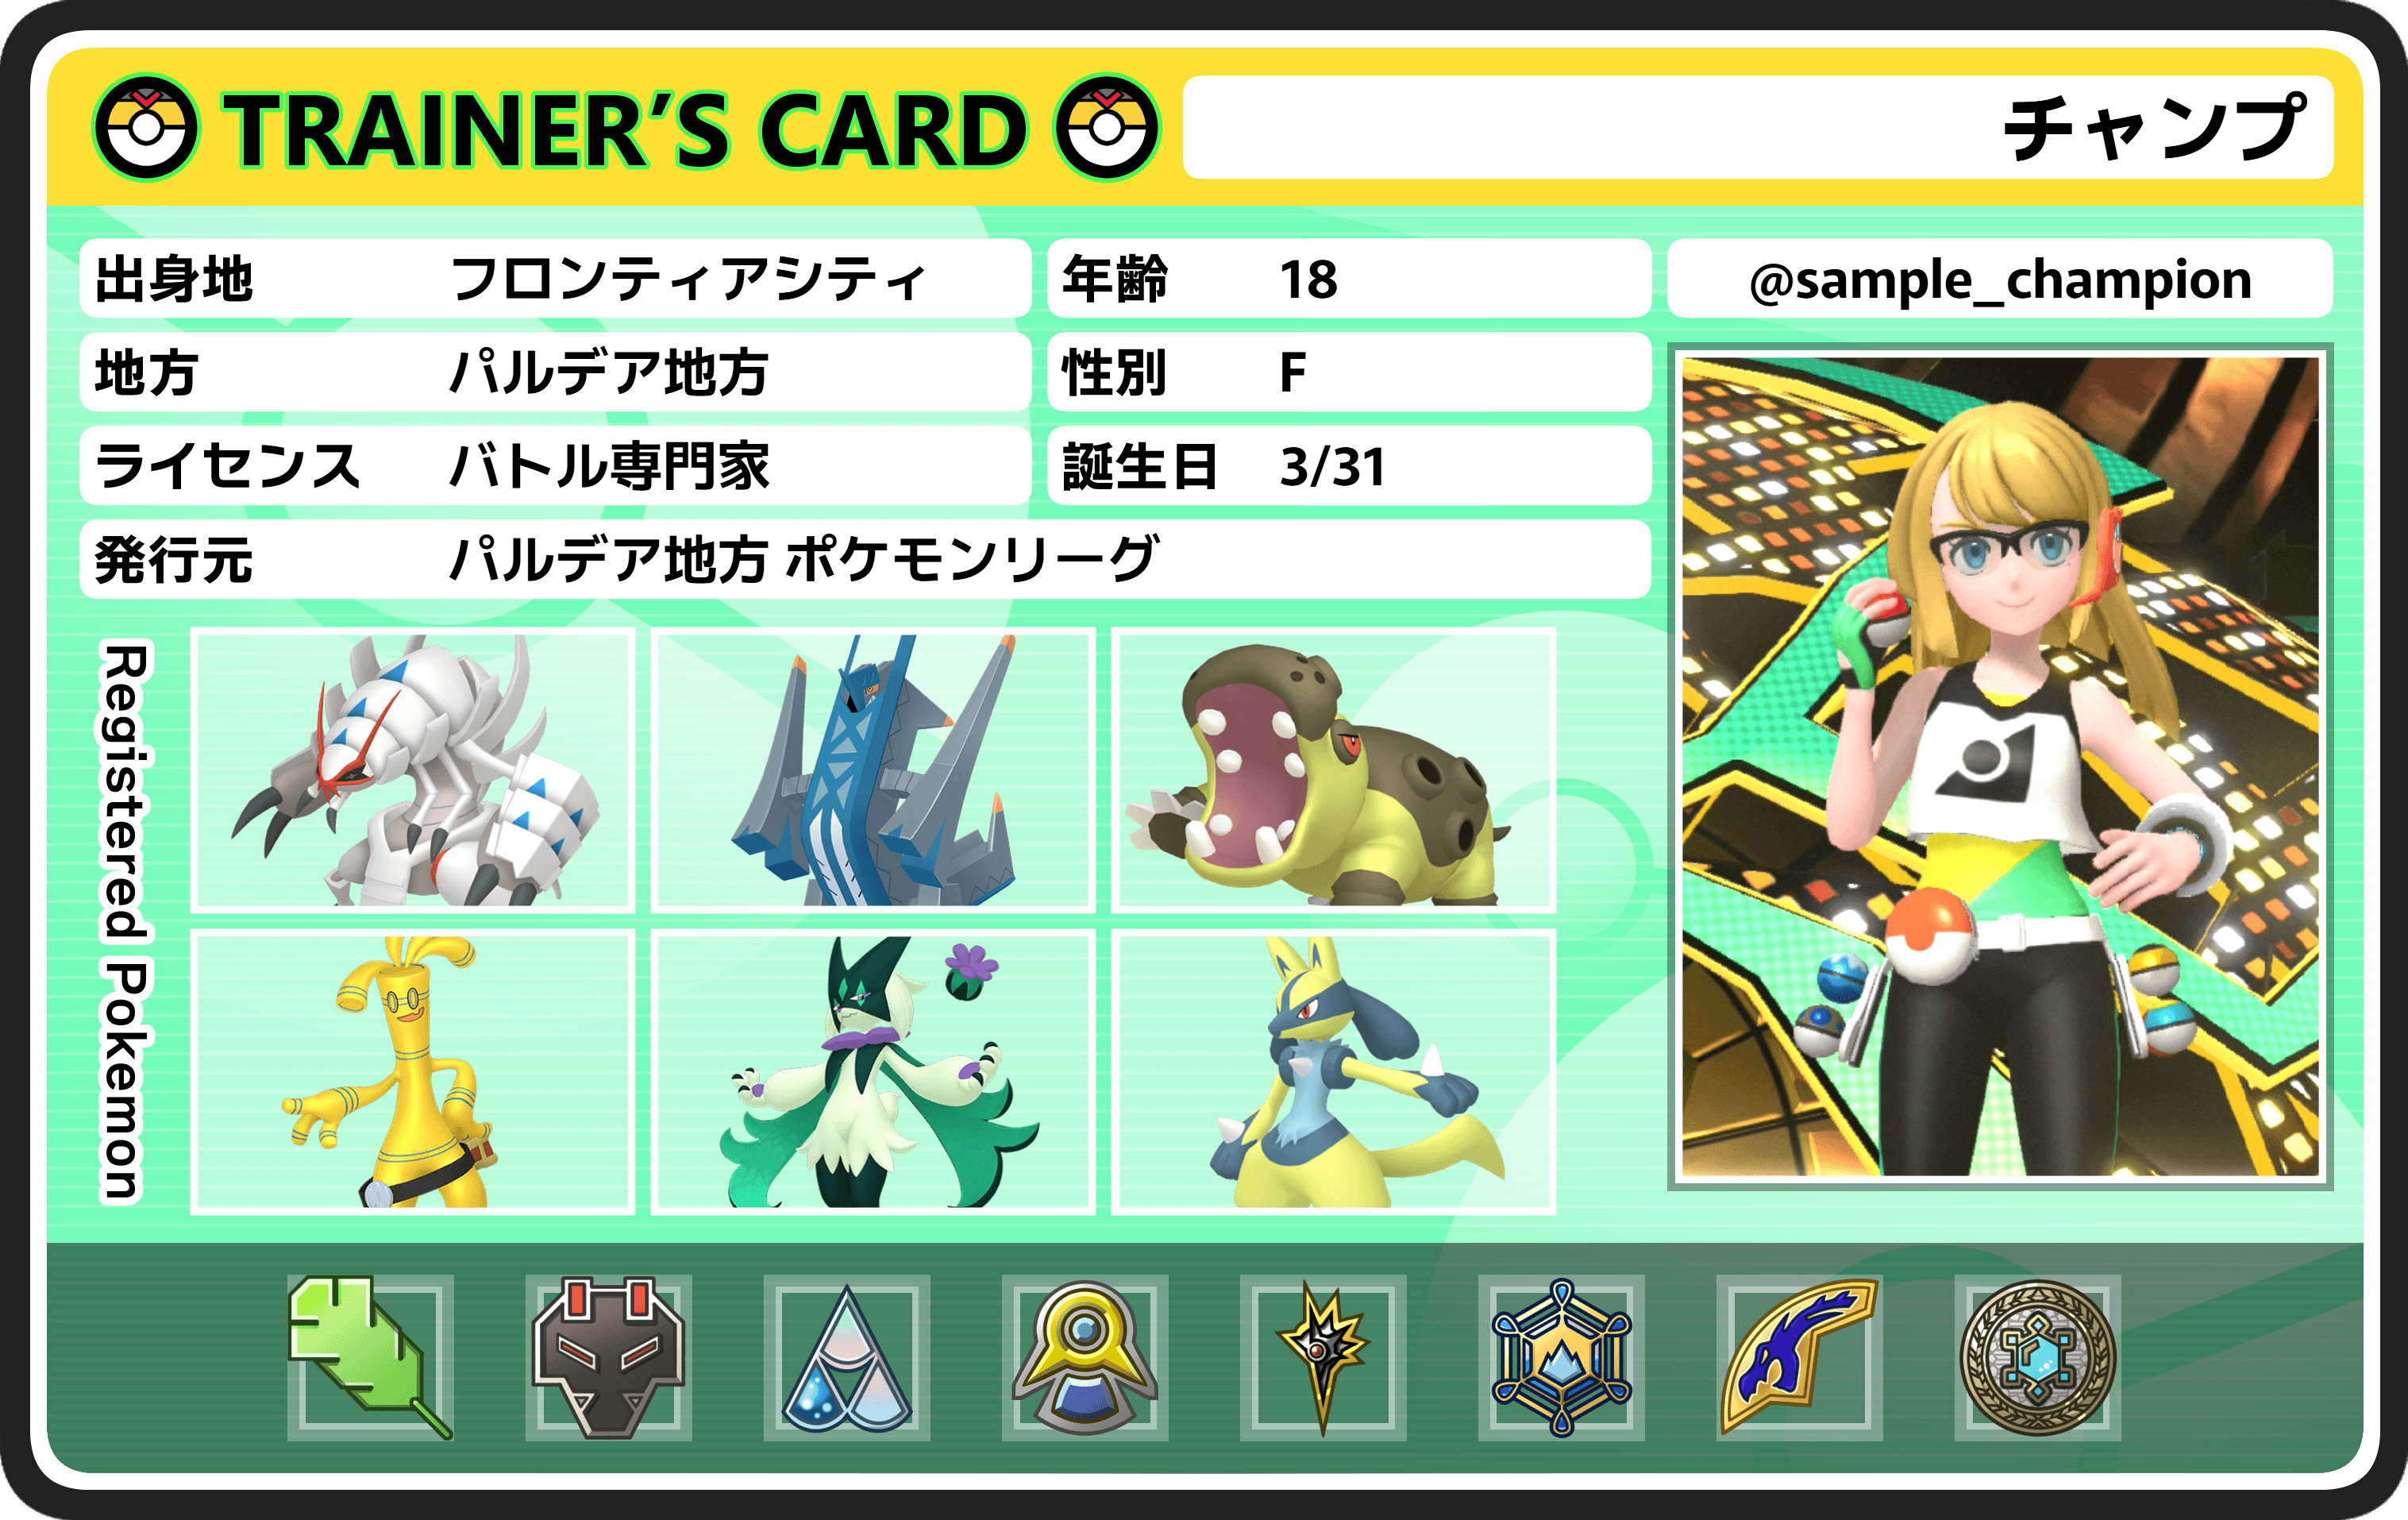 TRAINER'S CARD
チャンプ
出身地 フロンティアシティ
年齢 18
@sample_champion
地方 パルデア地方
性別 F
ライセンス バトル専門家
誕生日 3/31
発行元 パルデア地方 ポケモンリーグ
Registered Pokemon